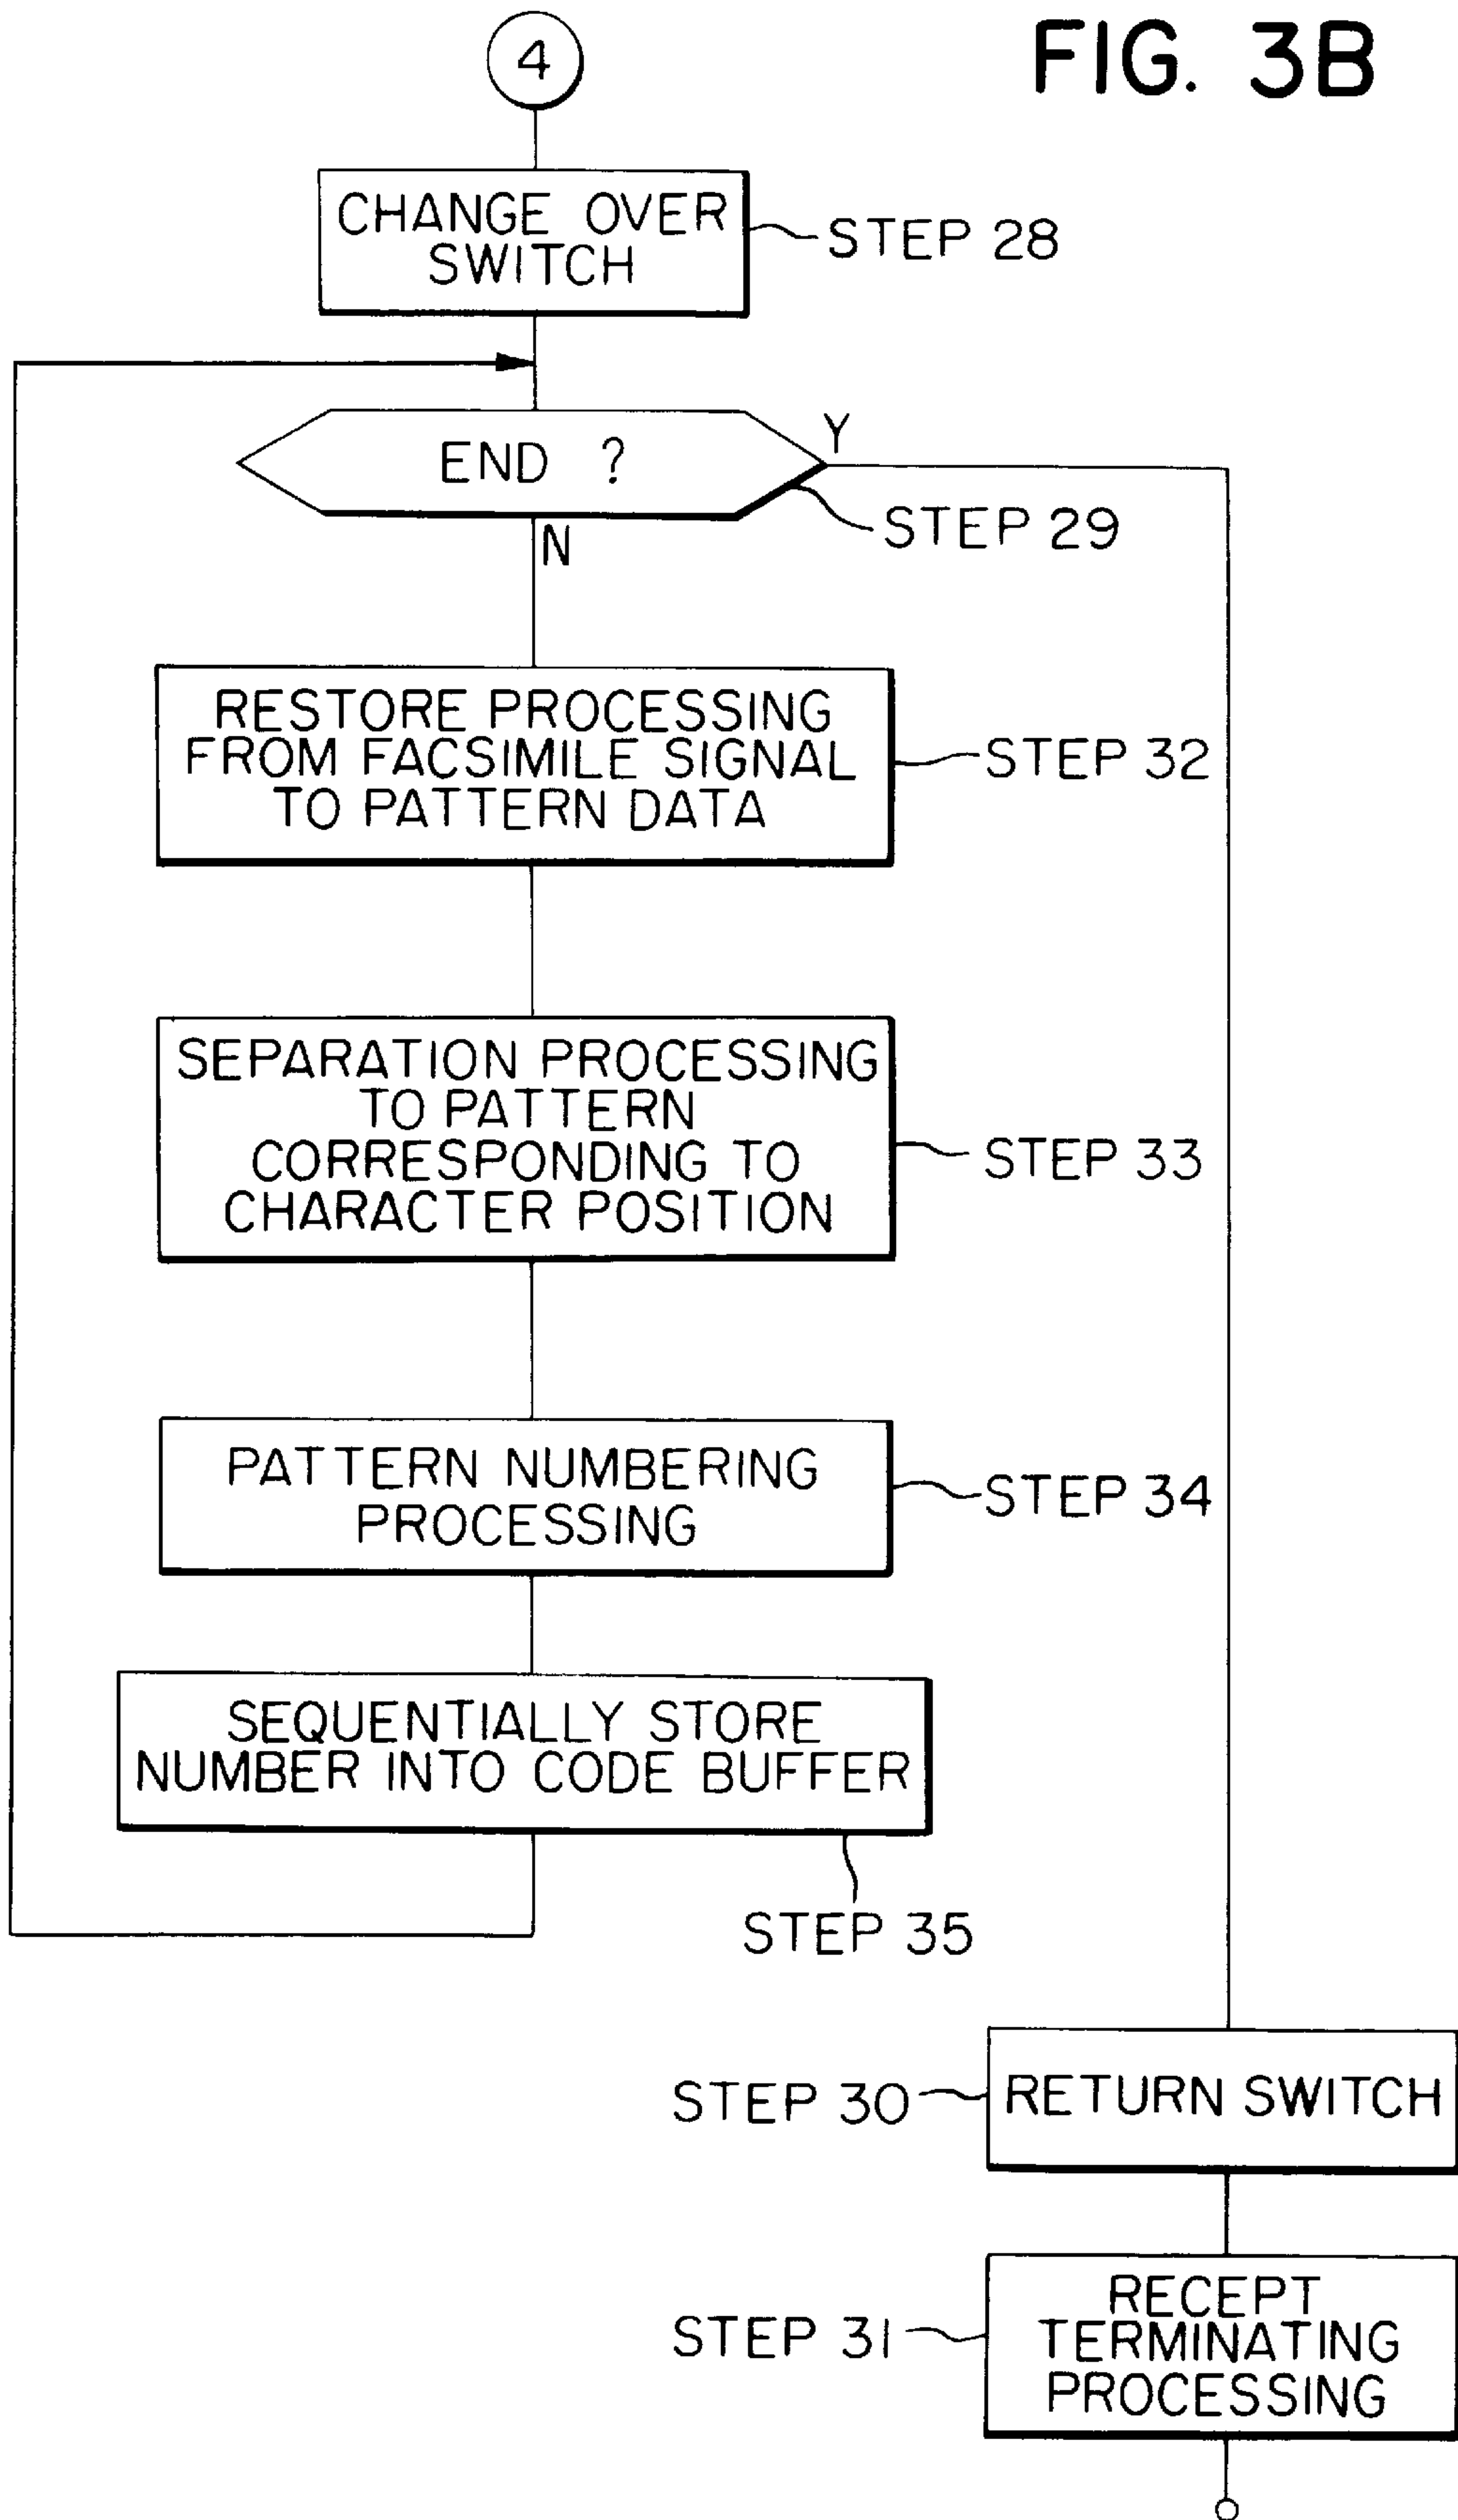 4
FIG. 3B
CHANGE OVER
SWITCH
STEP 28
END ?
Y
STEP 29
N
RESTORE PROCESSING
FROM FACSIMILE SIGNAL
TO PATTERN DATA
STEP 32
SEPARATION PROCESSING
TO PATTERN
CORRESPONDING TO
CHARACTER POSITION
STEP 33
PATTERN NUMBERING
PROCESSING
STEP 34
SEQUENTIALLY STORE
NUMBER INTO CODE BUFFER
STEP 35
STEP 30
RETURN SWITCH
STEP 31
RECEPT
TERMINATING
PROCESSING